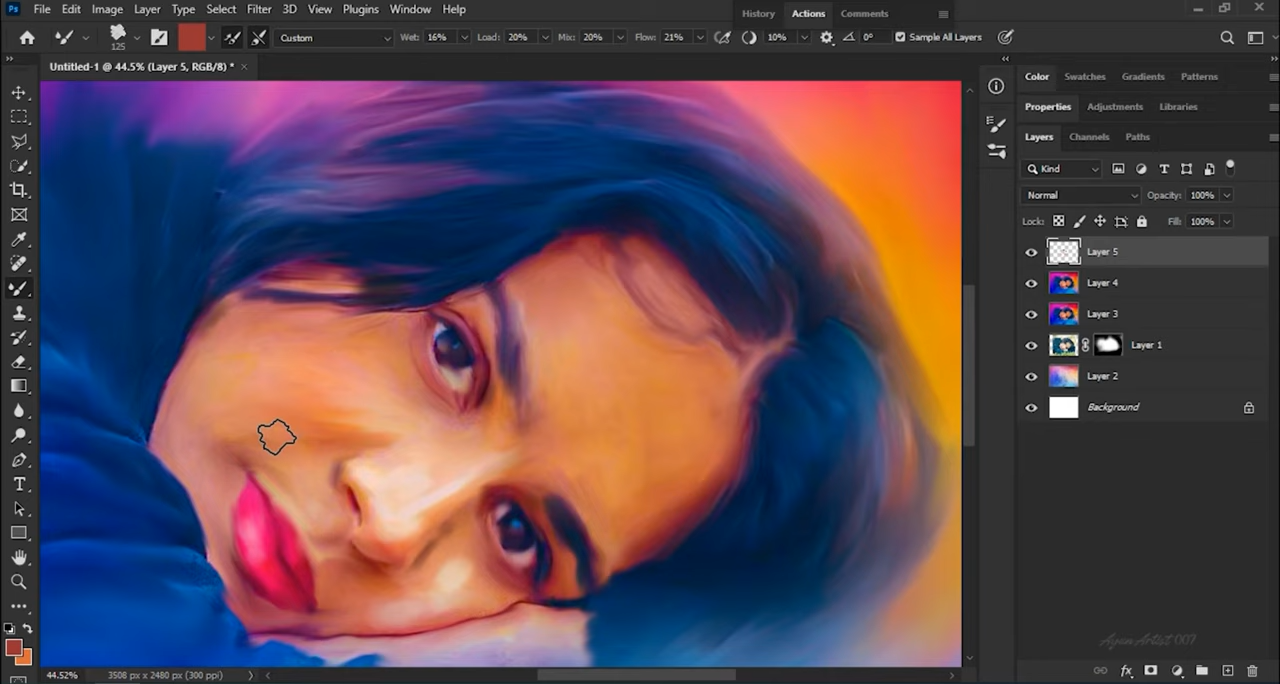 Ps File Edit Image Layer Type Select Filter 3D View Plugins Window Help
History Actions Comments
125 Custom Wet: 16% Load: 20% Mix: 20% Flow: 21% 10% 0° Sample All Layers
Untitled-1 @ 44.5% (Layer 5, RGB/8) * ×
Color Swatches Gradients Patterns
Properties Adjustments Libraries
Layers Channels Paths
Kind
Normal Opacity: 100%
Lock: Fill: 100%
Layer 5
Layer 4
Layer 3
Layer 1
Layer 2
Background
Ayan Artist 007
44.52% 3508 px x 2480 px (300 ppi)